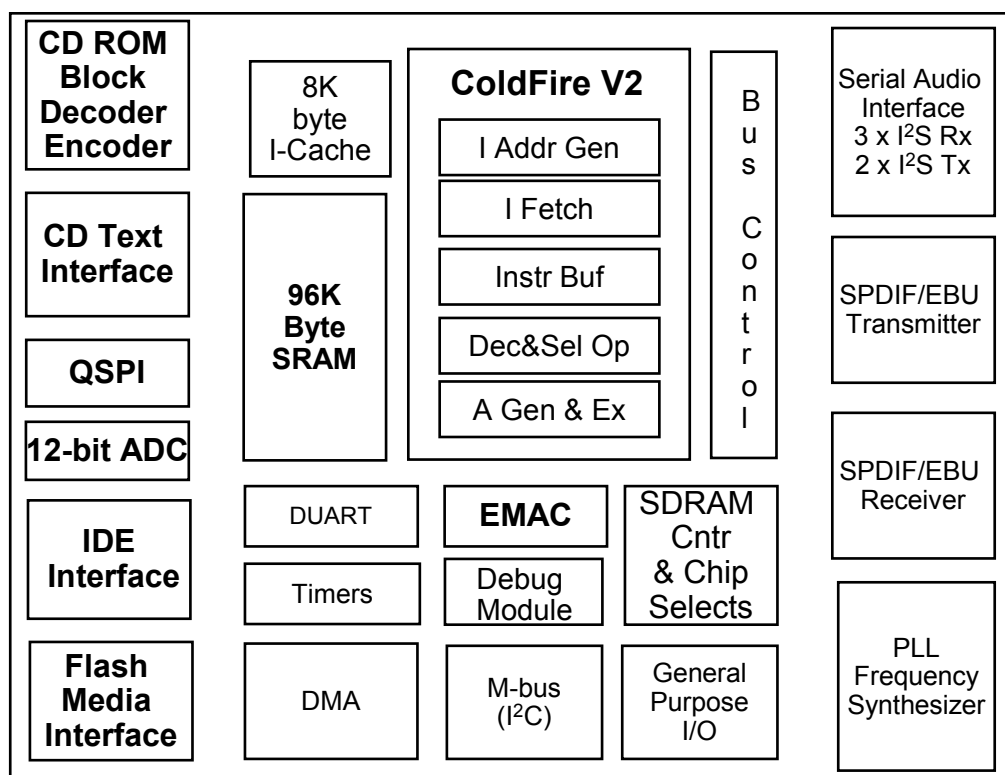 CD ROM
Block
Decoder
Encoder
CD Text
Interface
QSPI
12-bit ADC
IDE
Interface
Flash
Media
Interface
8K
byte
I-Cache
96K
Byte
SRAM
ColdFire V2
I Addr Gen
I Fetch
Instr Buf
Dec&Sel Op
A Gen & Ex
Bus Control
DUART
EMAC
SDRAM
Cntr
& Chip
Selects
Timers
Debug
Module
DMA
M-bus
(I²C)
General
Purpose
I/O
Serial Audio
Interface
3 x I²S Rx
2 x I²S Tx
SPDIF/EBU
Transmitter
SPDIF/EBU
Receiver
PLL
Frequency
Synthesizer